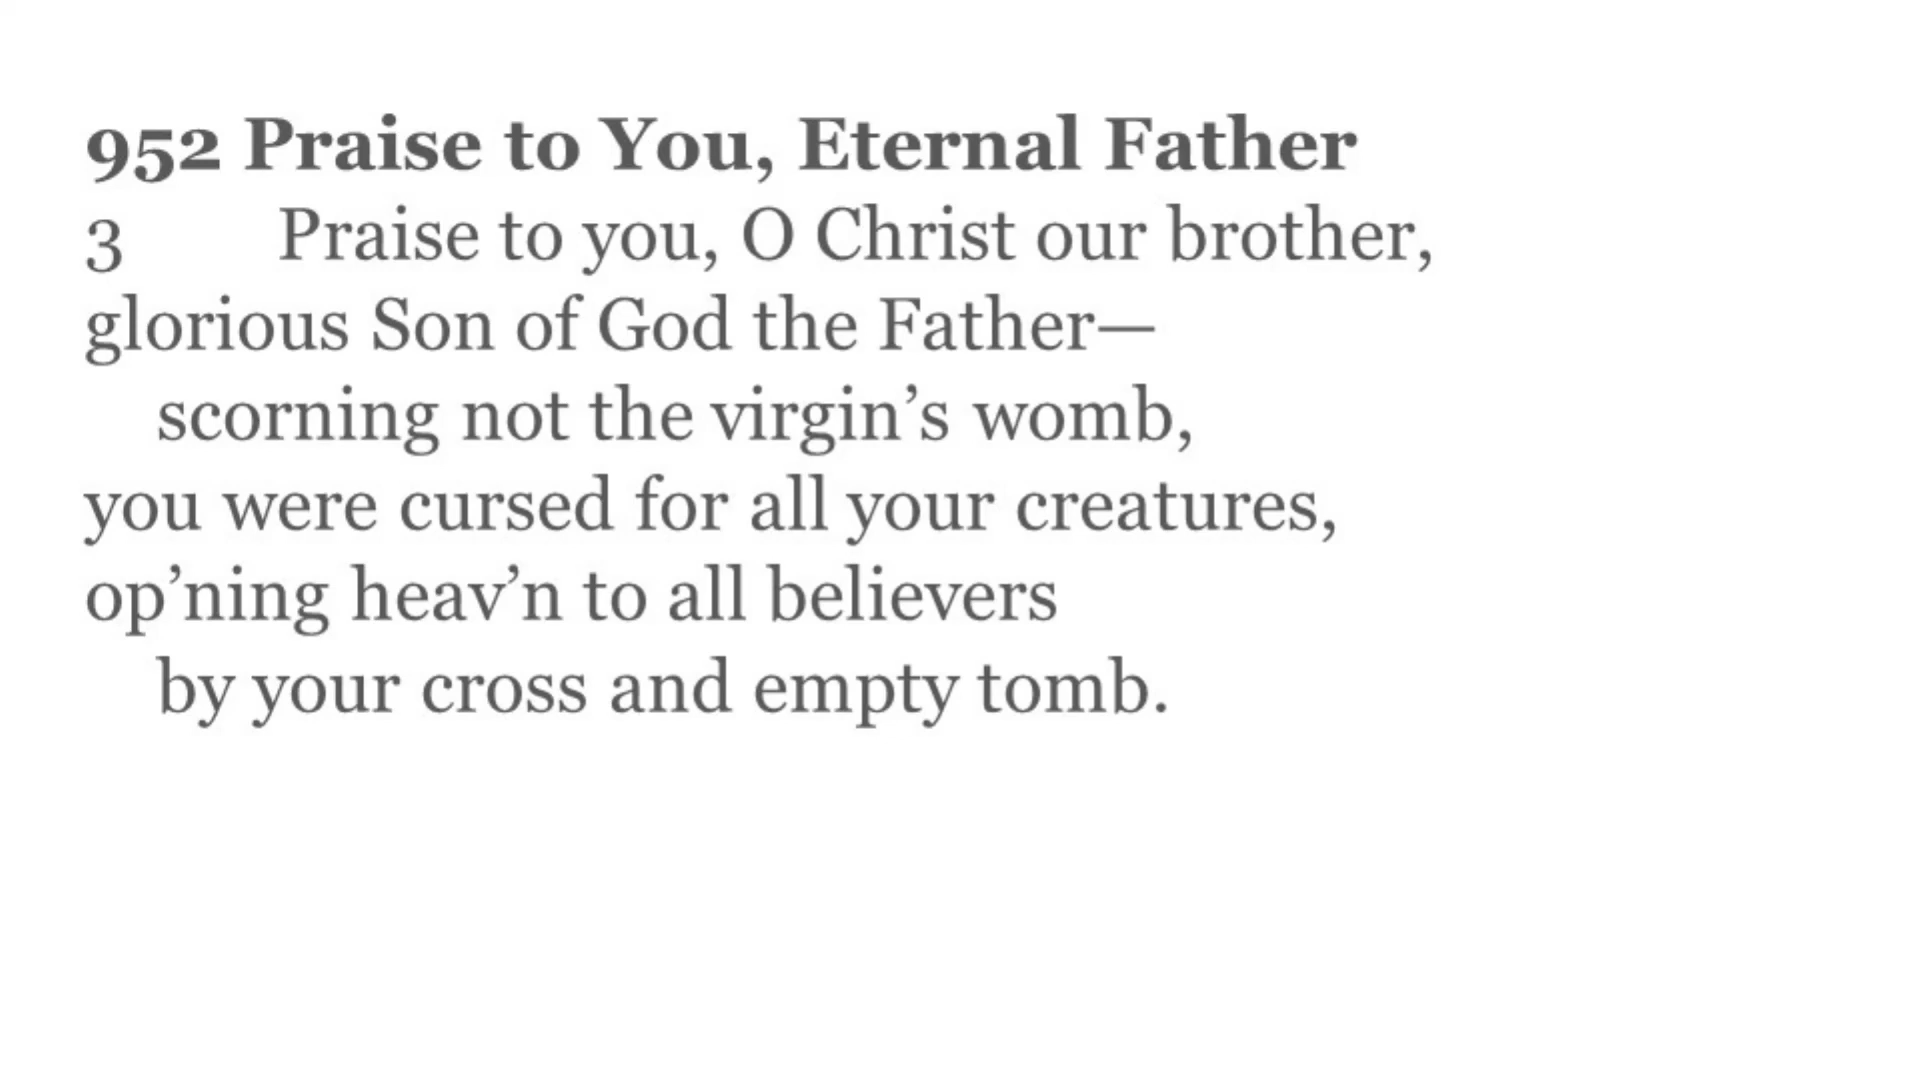 952 Praise to You, Eternal Father
3 Praise to you, O Christ our brother,
glorious Son of God the Father—
scorning not the virgin’s womb,
you were cursed for all your creatures,
op’ning heav’n to all believers
by your cross and empty tomb.